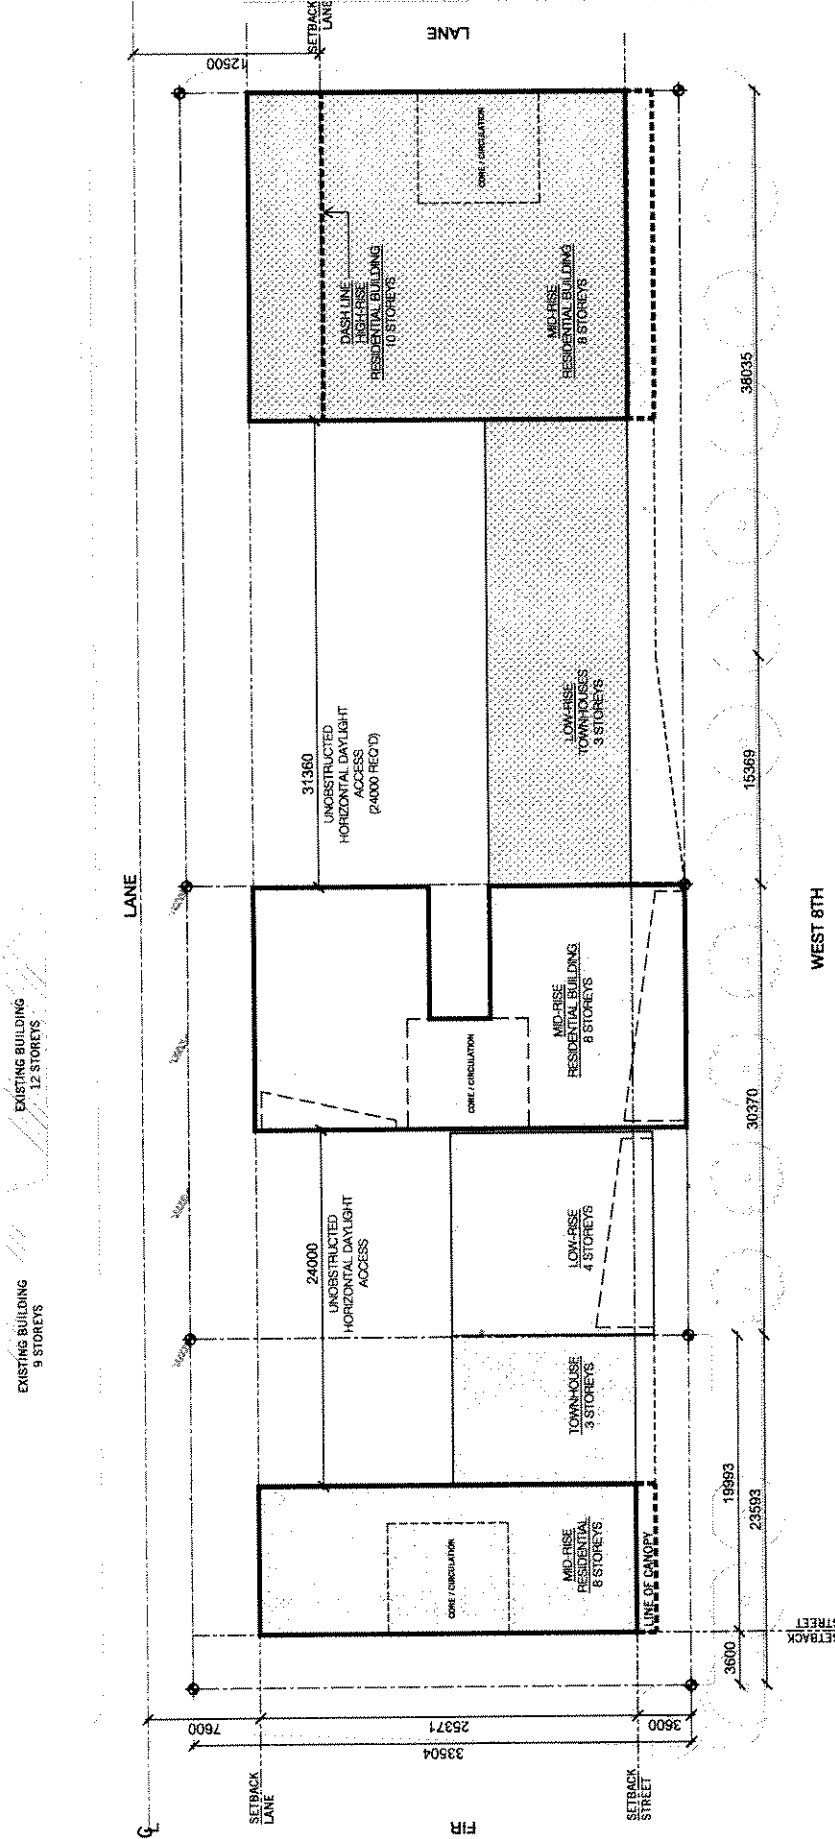 SETBACK
LANE
LANE
12500
CORE / CIRCULATION
DASH LINE
HIGH-RISE
RESIDENTIAL BUILDING
10 STOREYS
MID-RISE
RESIDENTIAL BUILDING
8 STOREYS
38035
LOW-RISE
TOWNHOUSES
3 STOREYS
31360
UNOBSTRUCTED
HORIZONTAL DAYLIGHT
ACCESS
(24000 REQ'D)
15369
LANE
WEST 8TH
EXISTING BUILDING
12 STOREYS
MID-RISE
RESIDENTIAL BUILDING
8 STOREYS
CORE / CIRCULATION
30370
24000
UNOBSTRUCTED
HORIZONTAL DAYLIGHT
ACCESS
LOW-RISE
4 STOREYS
EXISTING BUILDING
9 STOREYS
TOWNHOUSE
3 STOREYS
19993
23593
CORE / CIRCULATION
MID-RISE
RESIDENTIAL
8 STOREYS
LINE OF CANOPY
SETBACK
STREET
3600
7600
25371
3600
33504
SETBACK
LANE
SETBACK
STREET
FIR